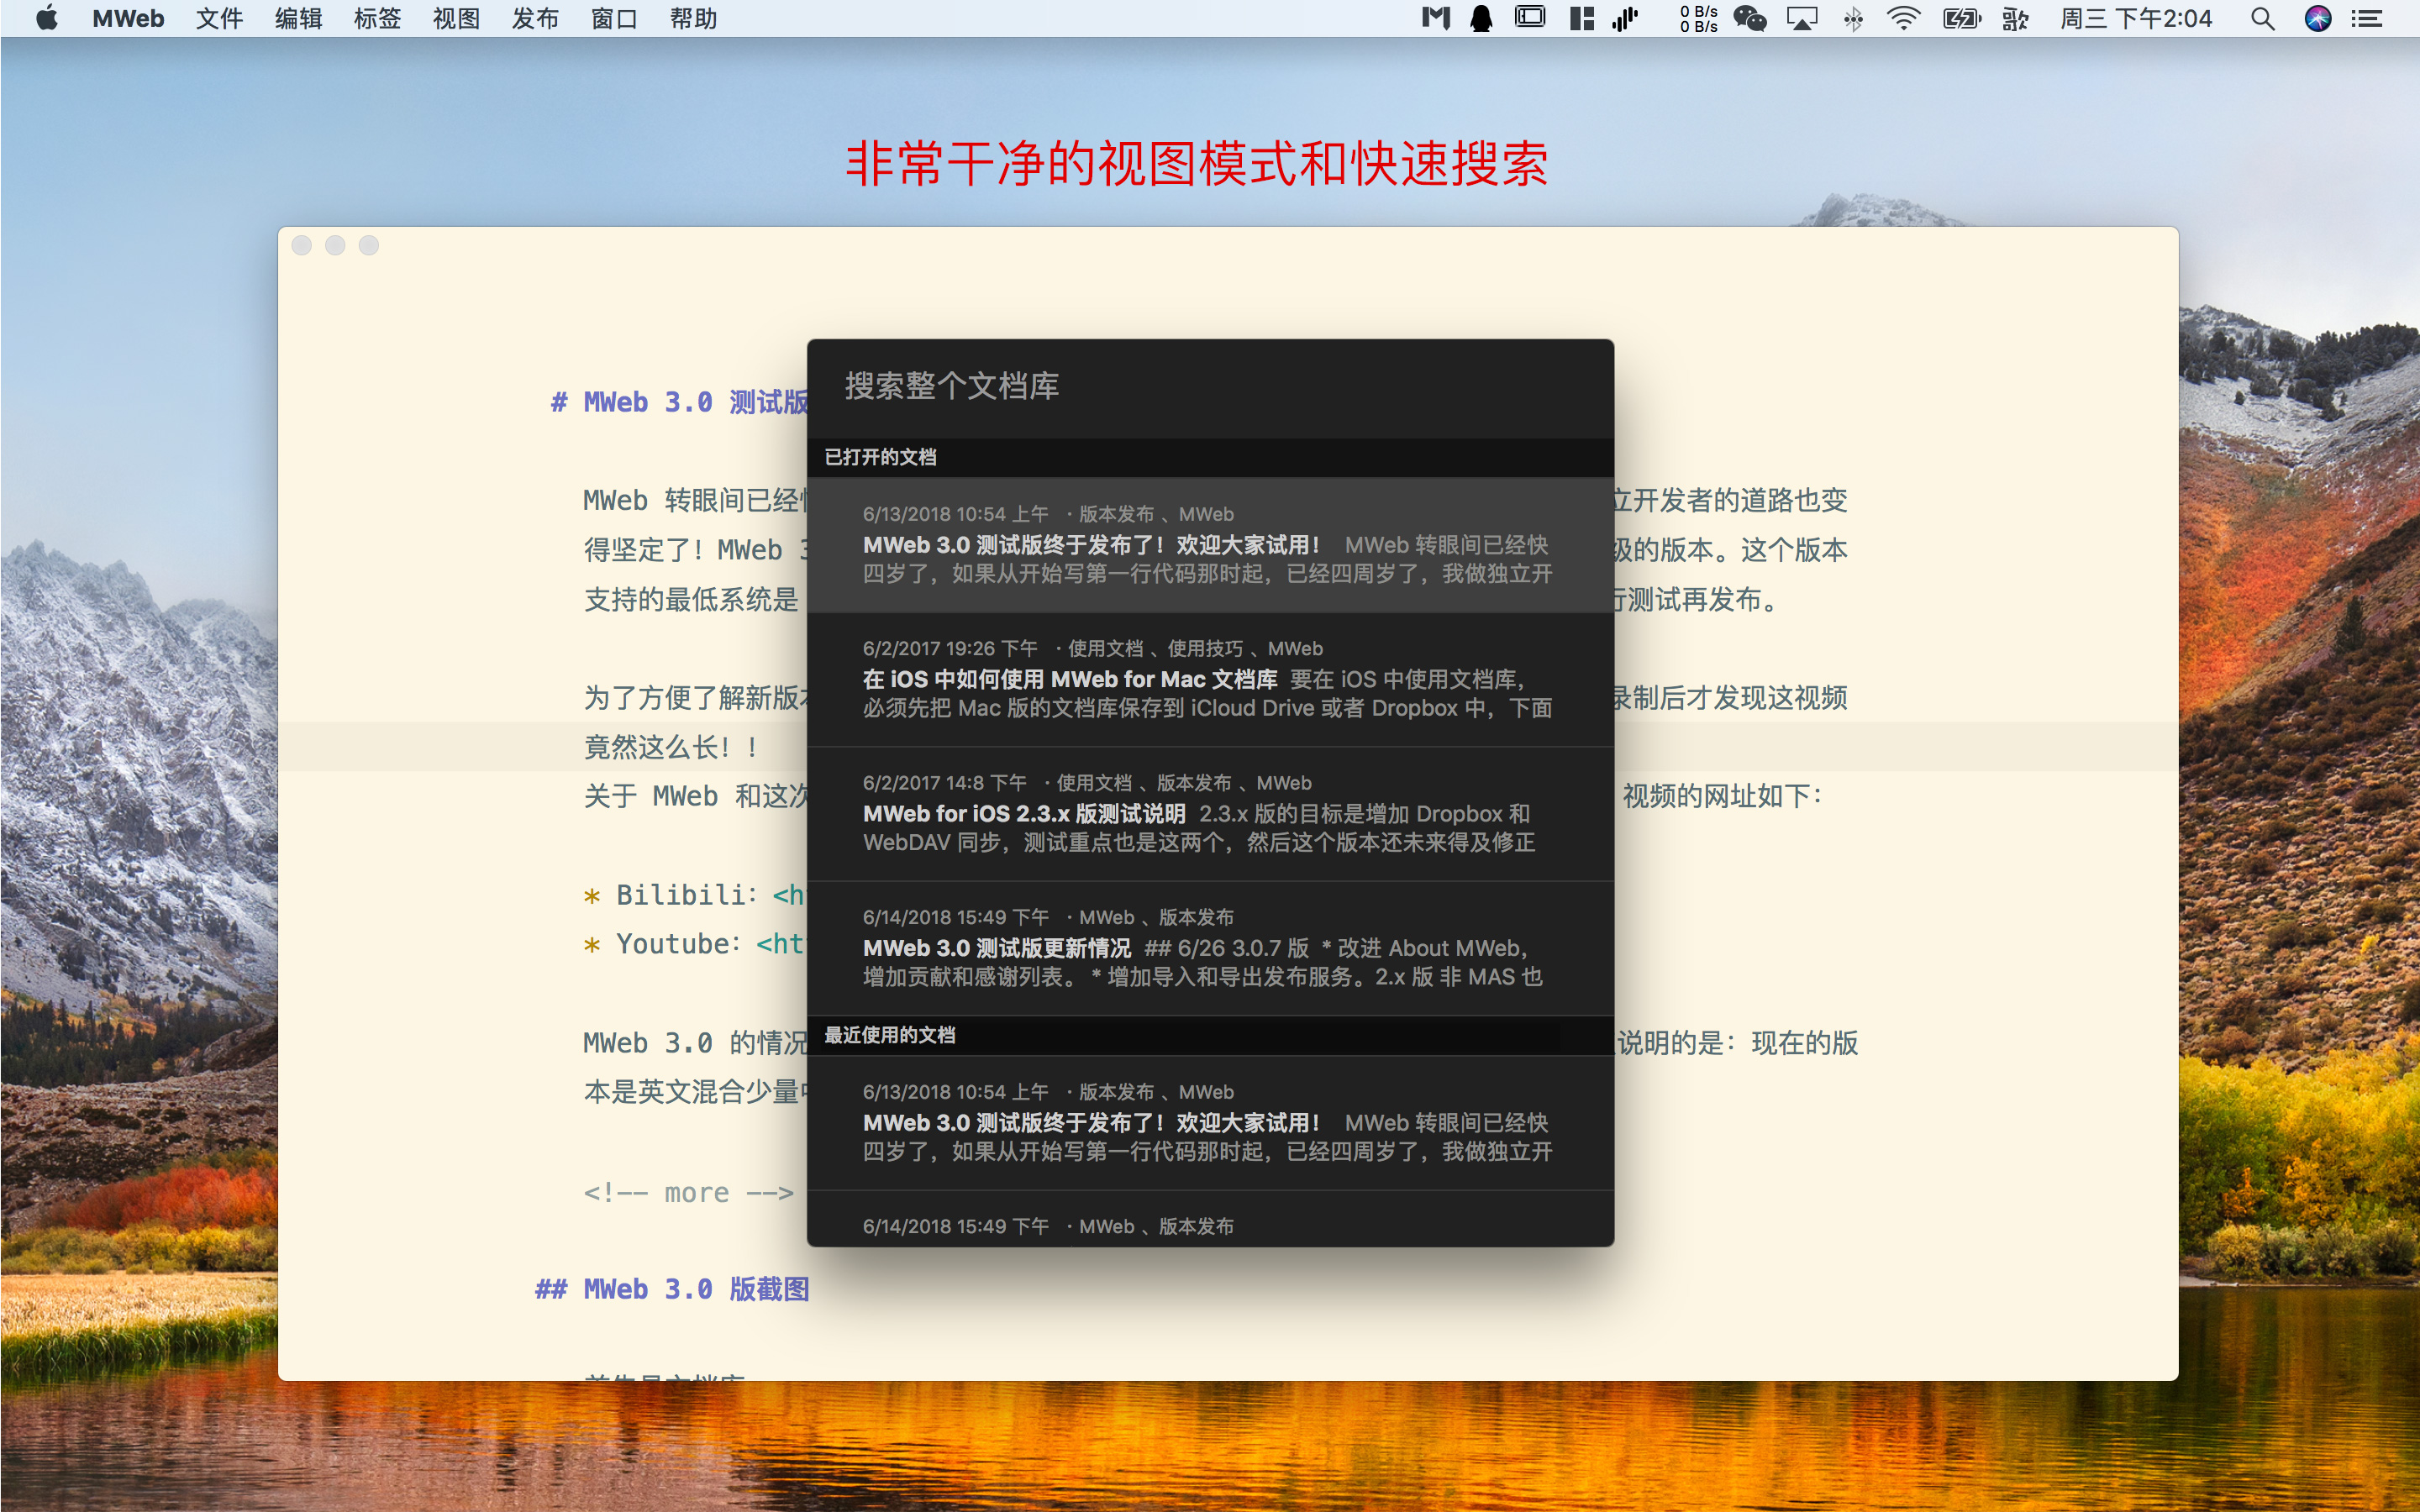 MWeb 文件 编辑 标签 视图 发布 窗口 帮助 0 B/s 0 B/s 周三 下午2:04
非常干净的视图模式和快速搜索
# MWeb 3.0 测试版
MWeb 转眼间已经 立开发者的道路也变
得坚定了！MWeb 级的版本。这个版本
支持的最低系统是 行测试再发布。
为了方便了解新版 录制后才发现这视频
竟然这么长！！
关于 MWeb 和这次 视频的网址如下：
* Bilibili：<h
* Youtube：<ht
MWeb 3.0 的情况 说明的是：现在的版
本是英文混合少量
<!-- more -->
## MWeb 3.0 版截图
首先是文档库
搜索整个文档库
已打开的文档
6/13/2018 10:54 上午 · 版本发布 、MWeb
MWeb 3.0 测试版终于发布了！欢迎大家试用！ MWeb 转眼间已经快
四岁了，如果从开始写第一行代码那时起，已经四周岁了，我做独立开
6/2/2017 19:26 下午 · 使用文档 、使用技巧 、MWeb
在 iOS 中如何使用 MWeb for Mac 文档库 要在 iOS 中使用文档库，
必须先把 Mac 版的文档库保存到 iCloud Drive 或者 Dropbox 中，下面
6/2/2017 14:8 下午 · 使用文档 、版本发布 、MWeb
MWeb for iOS 2.3.x 版测试说明 2.3.x 版的目标是增加 Dropbox 和
WebDAV 同步，测试重点也是这两个，然后这个版本还未来得及修正
6/14/2018 15:49 下午 · MWeb 、版本发布
MWeb 3.0 测试版更新情况 ## 6/26 3.0.7 版 * 改进 About MWeb，
增加贡献和感谢列表。 * 增加导入和导出发布服务。2.x 版 非 MAS 也
最近使用的文档
6/13/2018 10:54 上午 · 版本发布 、MWeb
MWeb 3.0 测试版终于发布了！欢迎大家试用！ MWeb 转眼间已经快
四岁了，如果从开始写第一行代码那时起，已经四周岁了，我做独立开
6/14/2018 15:49 下午 · MWeb 、版本发布